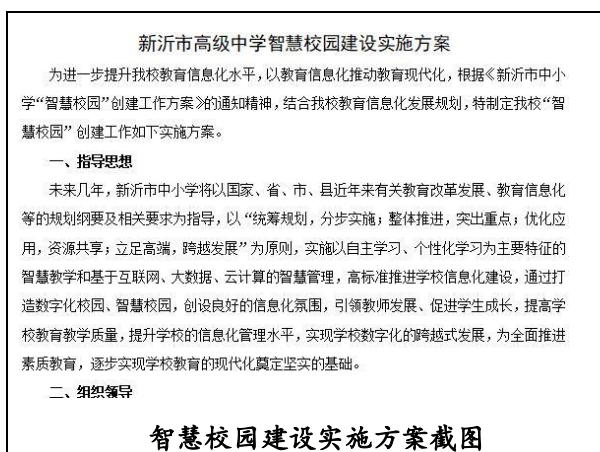 新沂市高级中学智慧校园建设实施方案
为进一步提升我校教育信息化水平，以教育信息化推动教育现代化，根据《新沂市中小
学“智慧校园”创建工作方案》的通知精神，结合我校教育信息化发展规划，特制定我校“智
慧校园”创建工作如下实施方案。
一、指导思想
未来几年，新沂市中小学将以国家、省、市、县近年来有关教育改革发展、教育信息化
等的规划纲要及相关要求为指导，以“统筹规划，分步实施；整体推进，突出重点；优化应
用，资源共享；立足高端，跨越发展”为原则，实施以自主学习、个性化学习为主要特征的
智慧教学和基于互联网、大数据、云计算的智慧管理，高标准推进学校信息化建设，通过打
造数字化校园、智慧校园，创设良好的信息化氛围，引领教师发展、促进学生成长，提高学
校教育教学质量，提升学校的信息化管理水平，实现学校数字化的跨越式发展，为全面推进
素质教育，逐步实现学校教育的现代化奠定坚实的基础。
二、组织领导
智慧校园建设实施方案截图